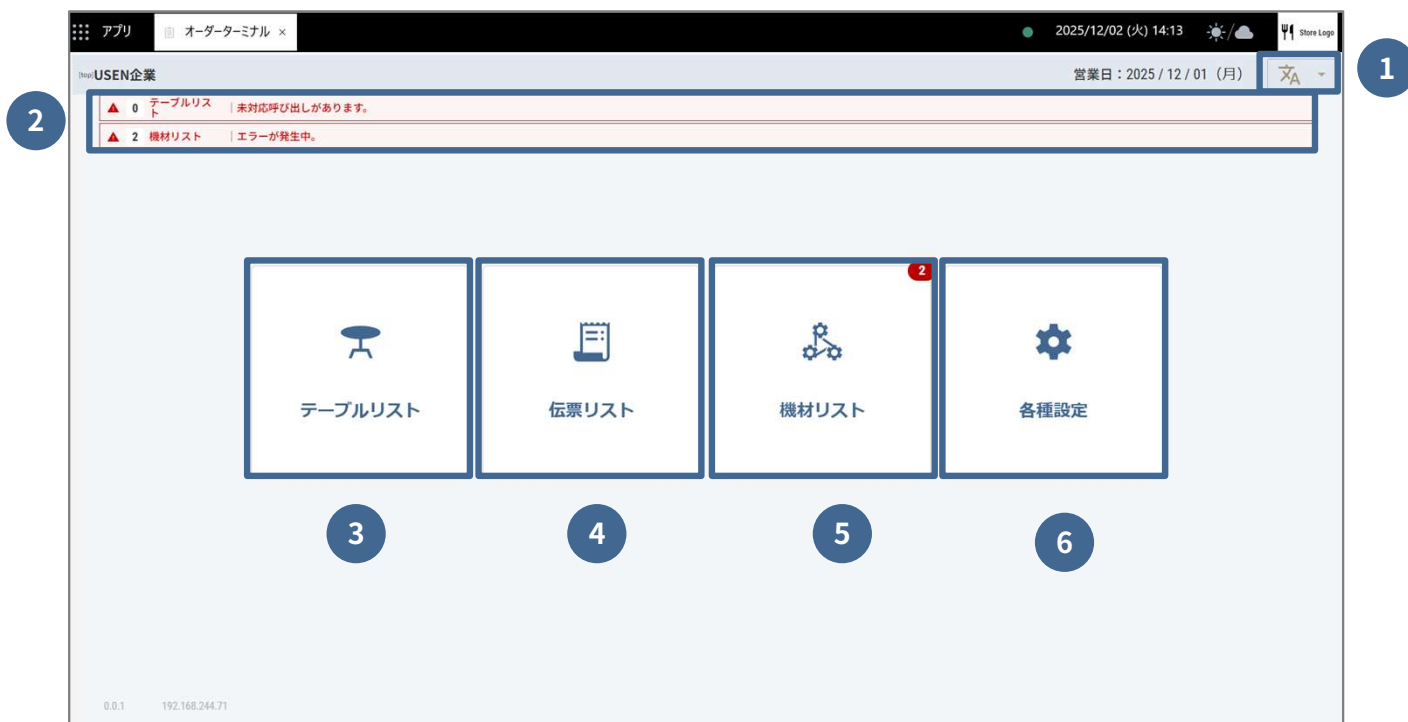 アプリ オーダーターミナル × 2025/12/02 (火) 14:13 Store Logo
[top]USEN企業 営業日：2025 / 12 / 01（月） 文A
1
2
0 テーブルリスト | 未対応呼び出しがあります。
2 機材リスト | エラーが発生中。
2
テーブルリスト 伝票リスト 機材リスト 各種設定
3 4 5 6
0.0.1 192.168.244.71